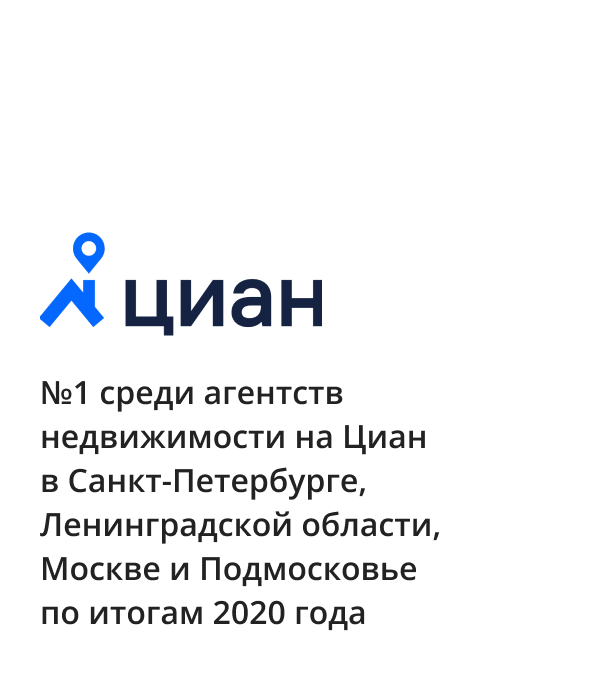 циан
№1 среди агентств
недвижимости на Циан
в Санкт-Петербурге,
Ленинградской области,
Москве и Подмосковье
по итогам 2020 года